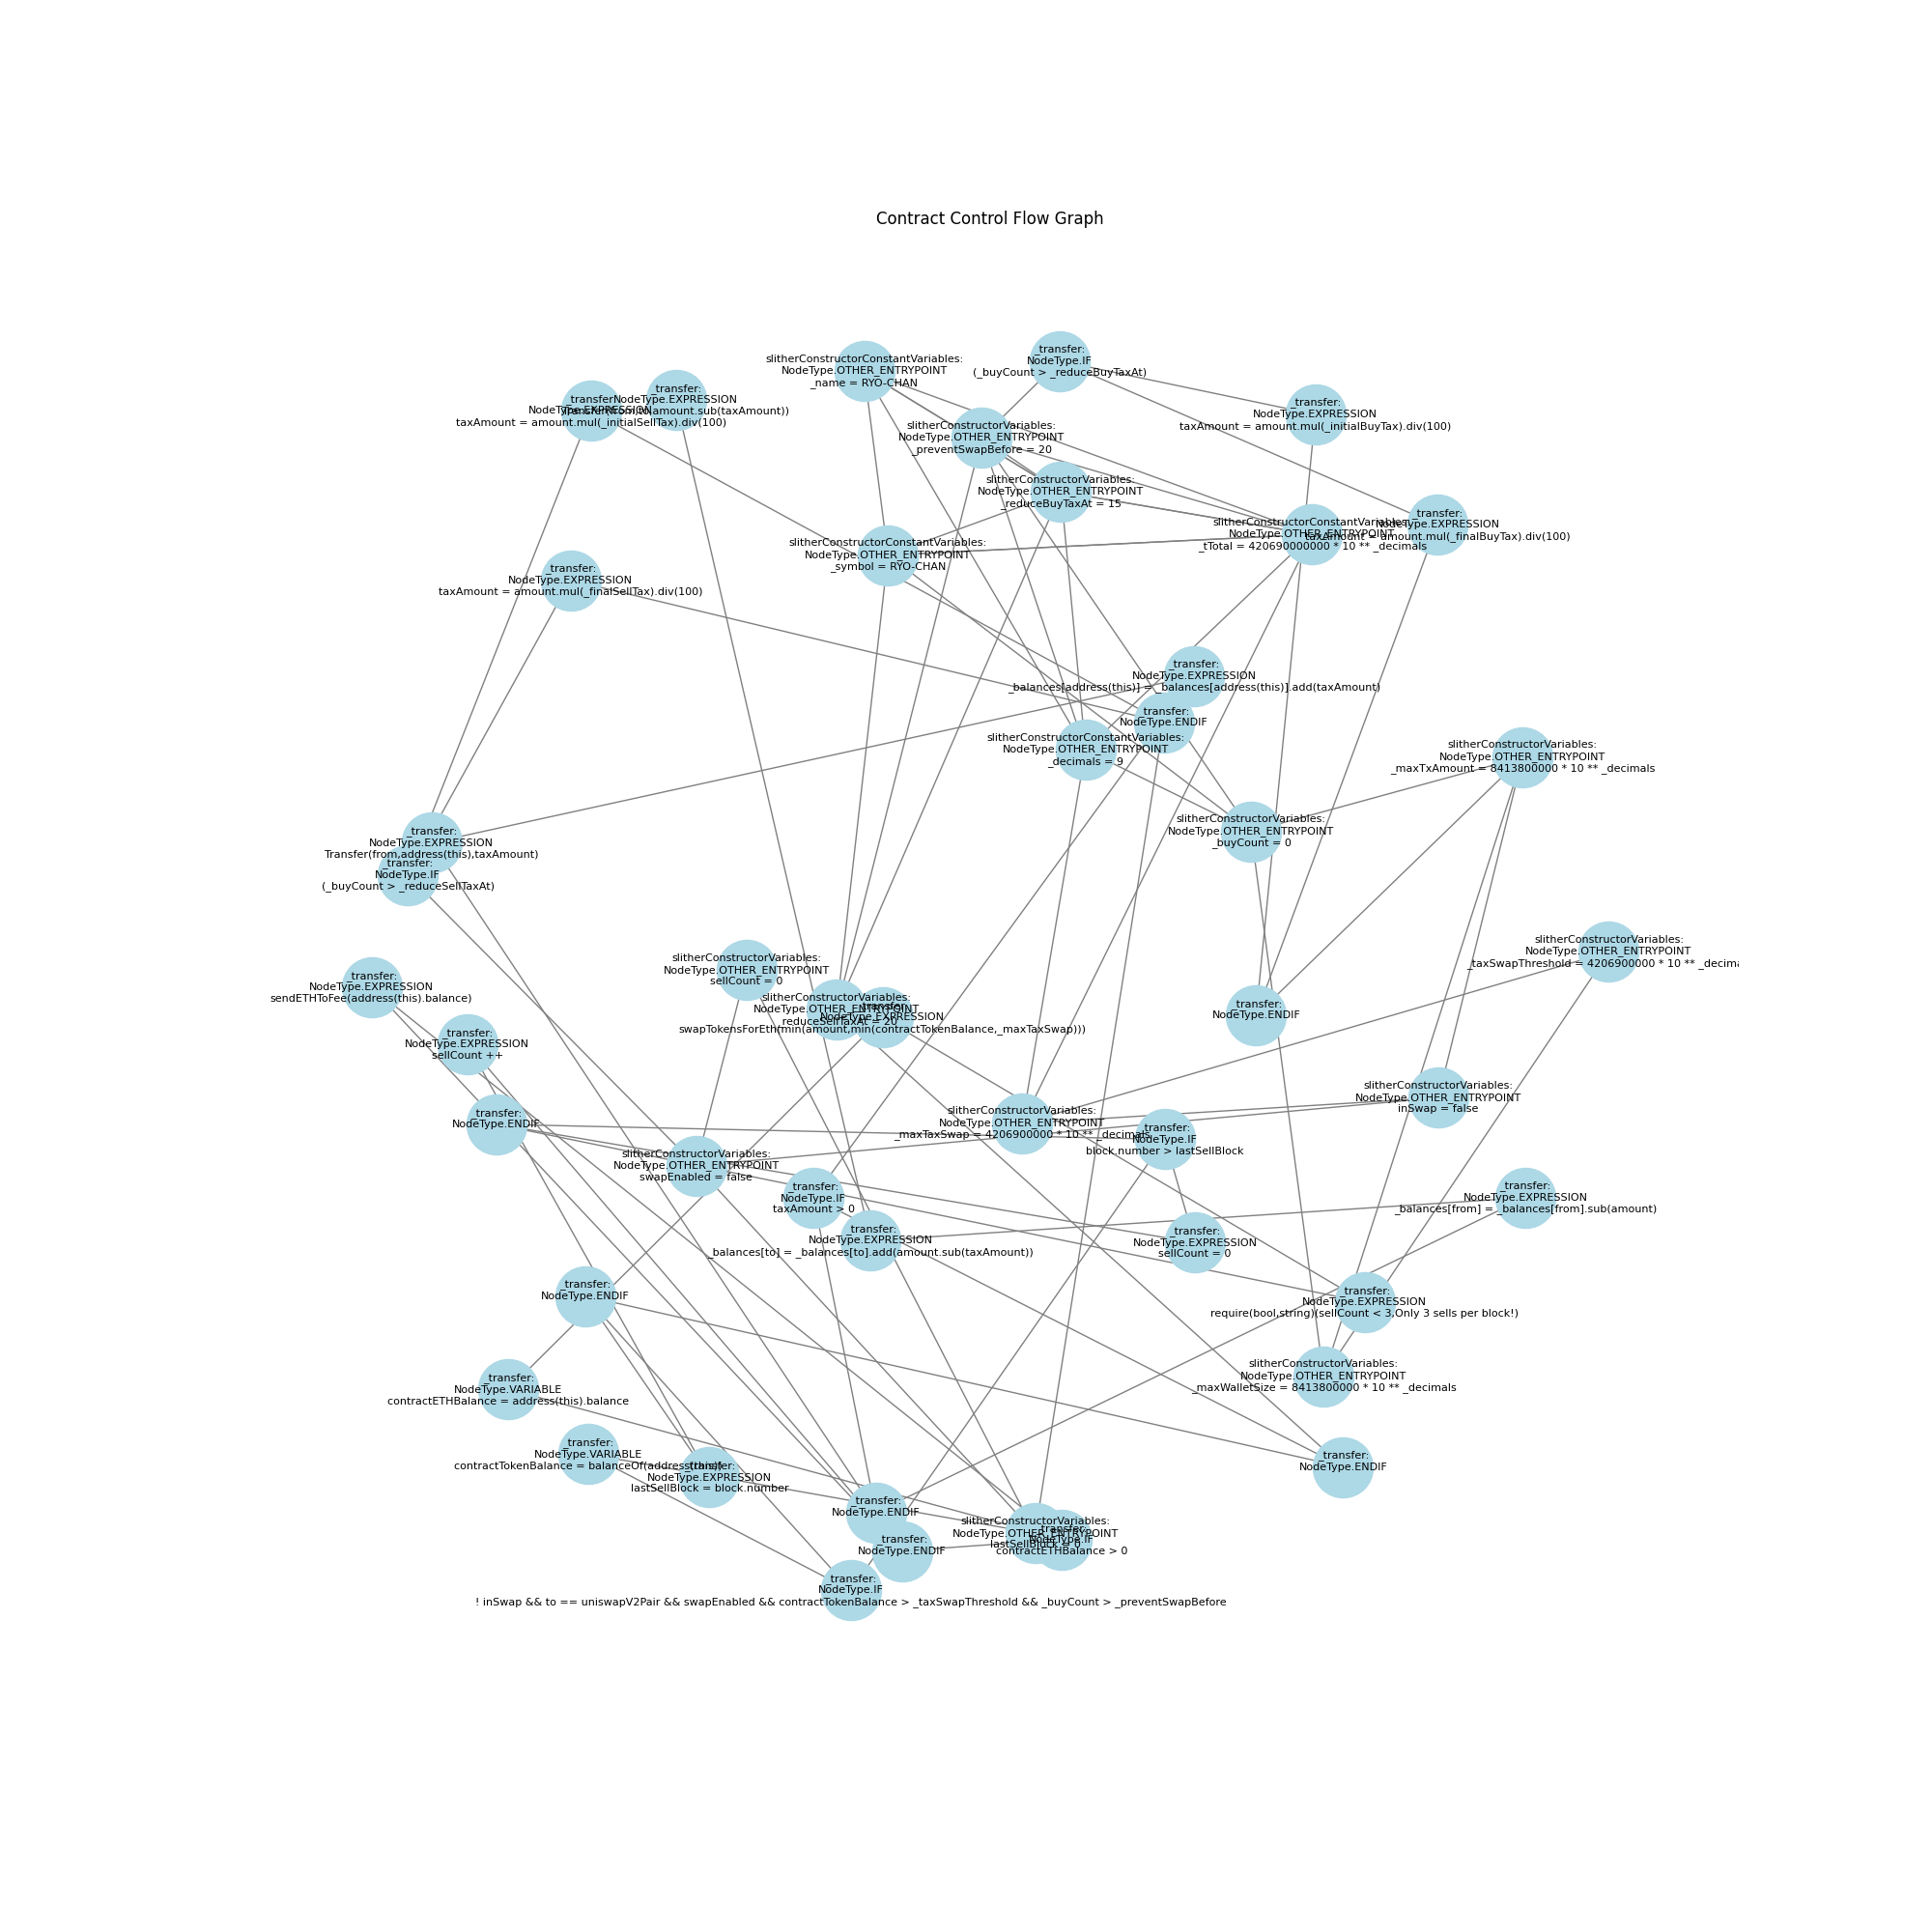 Contract Control Flow Graph
_transfer:
NodeType.IF
(_buyCount > _reduceBuyTaxAt)
slitherConstructorConstantVariables:
NodeType.OTHER_ENTRYPOINT
_name = RYO-CHAN
_transfer:
NodeType.EXPRESSION
Transfer(from,to,amount.sub(taxAmount))
_transfer:
NodeType.EXPRESSION
taxAmount = amount.mul(_initialSellTax).div(100)
_transfer:
NodeType.EXPRESSION
taxAmount = amount.mul(_initialBuyTax).div(100)
slitherConstructorVariables:
NodeType.OTHER_ENTRYPOINT
_preventSwapBefore = 20
slitherConstructorVariables:
NodeType.OTHER_ENTRYPOINT
_reduceBuyTaxAt = 15
slitherConstructorConstantVariables:
NodeType.OTHER_ENTRYPOINT
_tTotal = 420690000000 * 10 ** _decimals
_transfer:
NodeType.EXPRESSION
taxAmount = amount.mul(_finalBuyTax).div(100)
slitherConstructorConstantVariables:
NodeType.OTHER_ENTRYPOINT
_symbol = RYO-CHAN
_transfer:
NodeType.EXPRESSION
taxAmount = amount.mul(_finalSellTax).div(100)
_transfer:
NodeType.EXPRESSION
_balances[address(this)] = _balances[address(this)].add(taxAmount)
_transfer:
NodeType.ENDIF
slitherConstructorConstantVariables:
NodeType.OTHER_ENTRYPOINT
_decimals = 9
slitherConstructorVariables:
NodeType.OTHER_ENTRYPOINT
_maxTxAmount = 8413800000 * 10 ** _decimals
slitherConstructorVariables:
NodeType.OTHER_ENTRYPOINT
_buyCount = 0
_transfer:
NodeType.EXPRESSION
Transfer(from,address(this),taxAmount)
_transfer:
NodeType.IF
(_buyCount > _reduceSellTaxAt)
slitherConstructorVariables:
NodeType.OTHER_ENTRYPOINT
_taxSwapThreshold = 4206900000 * 10 ** _decima
slitherConstructorVariables:
NodeType.OTHER_ENTRYPOINT
sellCount = 0
_transfer:
NodeType.EXPRESSION
sendETHToFee(address(this).balance)
slitherConstructorVariables:
NodeType.OTHER_ENTRYPOINT
_reduceSellTaxAt = 20
_transfer:
NodeType.EXPRESSION
swapTokensForEth(min(amount,min(contractTokenBalance,_maxTaxSwap)))
_transfer:
NodeType.ENDIF
_transfer:
NodeType.EXPRESSION
sellCount ++
slitherConstructorVariables:
NodeType.OTHER_ENTRYPOINT
inSwap = false
_transfer:
NodeType.ENDIF
slitherConstructorVariables:
NodeType.OTHER_ENTRYPOINT
_maxTaxSwap = 4206900000 * 10 ** _decimals
_transfer:
NodeType.IF
block.number > lastSellBlock
slitherConstructorVariables:
NodeType.OTHER_ENTRYPOINT
swapEnabled = false
_transfer:
NodeType.IF
taxAmount > 0
_transfer:
NodeType.EXPRESSION
_balances[from] = _balances[from].sub(amount)
_transfer:
NodeType.EXPRESSION
_balances[to] = _balances[to].add(amount.sub(taxAmount))
_transfer:
NodeType.EXPRESSION
sellCount = 0
_transfer:
NodeType.ENDIF
_transfer:
NodeType.EXPRESSION
require(bool,string)(sellCount < 3,Only 3 sells per block!)
slitherConstructorVariables:
NodeType.OTHER_ENTRYPOINT
_maxWalletSize = 8413800000 * 10 ** _decimals
_transfer:
NodeType.VARIABLE
contractETHBalance = address(this).balance
_transfer:
NodeType.VARIABLE
contractTokenBalance = balanceOf(address(this))
_transfer:
NodeType.EXPRESSION
lastSellBlock = block.number
_transfer:
NodeType.ENDIF
_transfer:
NodeType.ENDIF
_transfer:
NodeType.ENDIF
slitherConstructorVariables:
NodeType.OTHER_ENTRYPOINT
lastSellBlock = 0
_transfer:
NodeType.IF
contractETHBalance > 0
_transfer:
NodeType.IF
! inSwap && to == uniswapV2Pair && swapEnabled && contractTokenBalance > _taxSwapThreshold && _buyCount > _preventSwapBefore